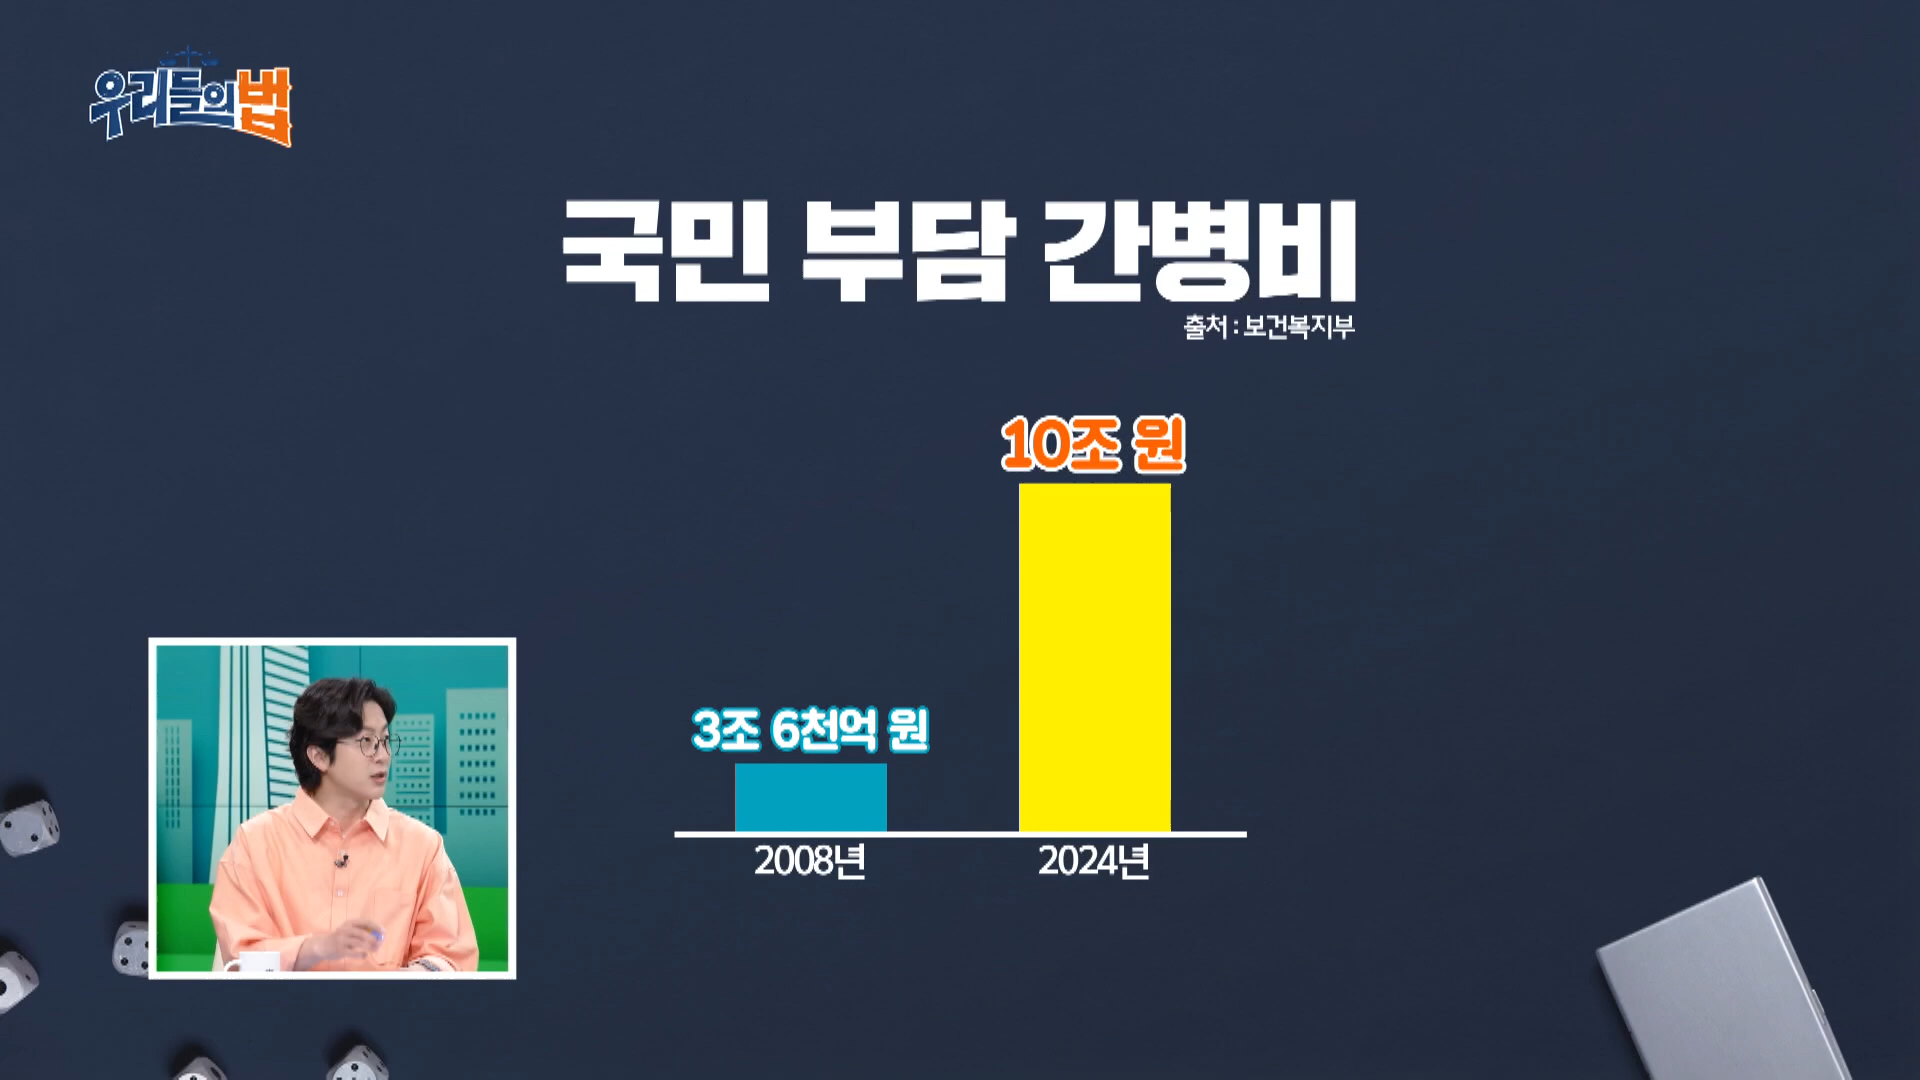 우리들의법
국민 부담 간병비
출처 : 보건복지부
10조 원
3조 6천억 원
2008년
2024년